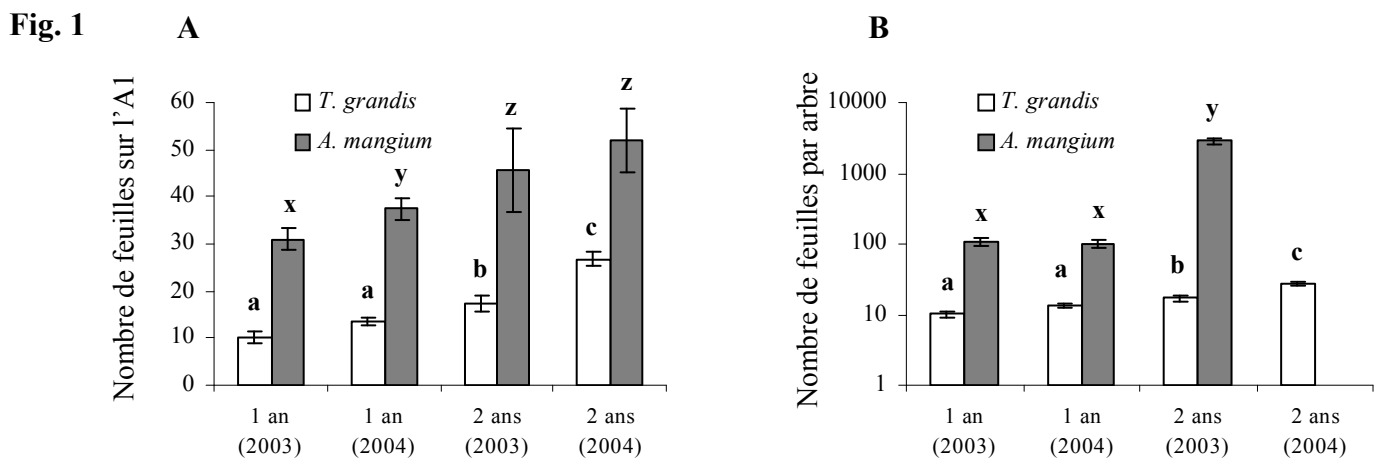 Fig. 1
A
Nombre de feuilles sur l'A1
60
50
40
30
20
10
0
T. grandis
A. mangium
a
x
a
y
b
z
c
z
1 an
(2003)
1 an
(2004)
2 ans
(2003)
2 ans
(2004)
B
Nombre de feuilles par arbre
10000
1000
100
10
1
T. grandis
A. mangium
a
x
a
x
b
y
c
1 an
(2003)
1 an
(2004)
2 ans
(2003)
2 ans
(2004)